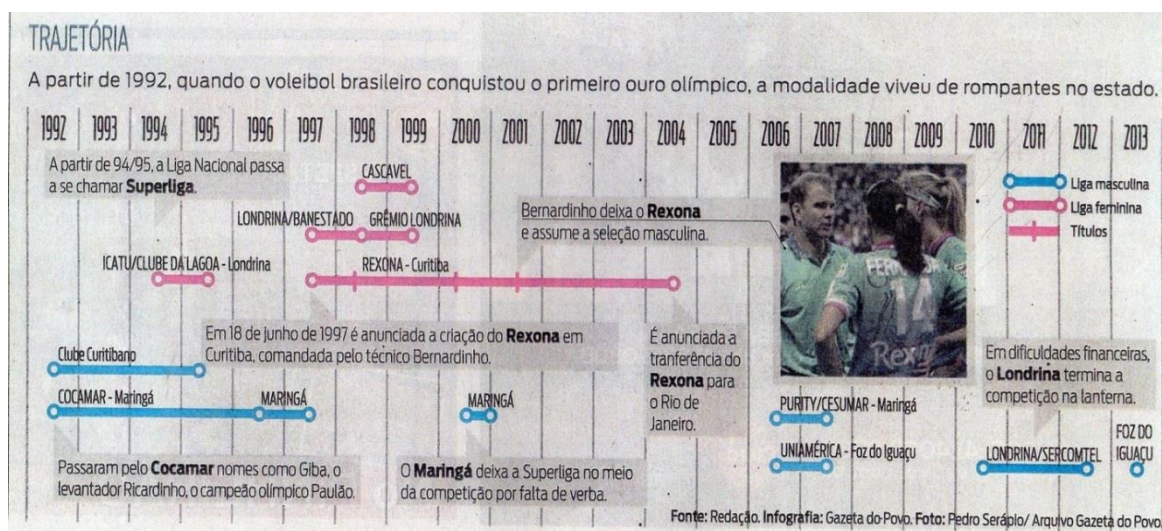 TRAJETÓRIA
A partir de 1992, quando o voleibol brasileiro conquistou o primeiro ouro olímpico, a modalidade viveu de rompantes no estado.
1992 1993 1994 1995 1996 1997 1998 1999 2000 2001 2002 2003 2004 2005 2006 2007 2008 2009 2010 2011 2012 2013
A partir de 94/95, a Liga Nacional passa
a se chamar Superliga.
CASCAVEL
LONDRINA/BANESTADO GRÊMIO LONDRINA
ICATU/CLUBE DA LAGOA - Londrina
REXONA - Curitiba
Bernardinho deixa o Rexona
e assume a seleção masculina.
Liga masculina
Liga feminina
Títulos
14
Rex
Em 18 de junho de 1997 é anunciada a criação do Rexona em
Curitiba, comandada pelo técnico Bernardinho.
É anunciada a
tranferência do
Rexona para
o Rio de
Janeiro.
Em dificuldades financeiras,
o Londrina termina a
competição na lanterna.
Clube Curitibano
COCAMAR - Maringá
MARINGÁ
MARINGÁ
PURITY/CESUMAR - Maringá
UNIAMÉRICA - Foz do Iguaçu
LONDRINA/SERCOMTEL
FOZ DO
IGUAÇU
Passaram pelo Cocamar nomes como Giba, o
levantador Ricardinho, o campeão olímpico Paulão.
O Maringá deixa a Superliga no meio
da competição por falta de verba.
Fonte: Redação. Infografia: Gazeta do Povo. Foto: Pedro Serápio/ Arquivo Gazeta do Povo